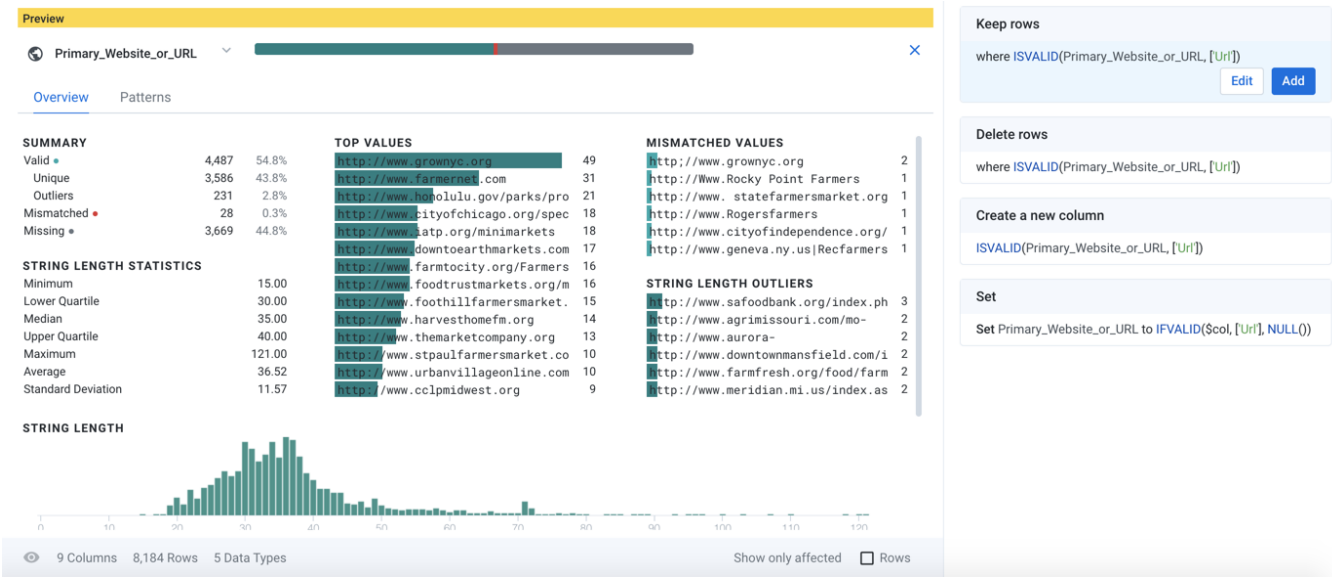 Preview
Primary_Website_or_URL
Overview Patterns
SUMMARY
Valid 4,487 54.8%
Unique 3,586 43.8%
Outliers 231 2.8%
Mismatched 28 0.3%
Missing 3,669 44.8%
STRING LENGTH STATISTICS
Minimum 15.00
Lower Quartile 30.00
Median 35.00
Upper Quartile 40.00
Maximum 121.00
Average 36.52
Standard Deviation 11.57
TOP VALUES
http://www.grownyc.org 49
http://www.farmernet.com 31
http://www.honolulu.gov/parks/pro 21
http://www.cityofchicago.org/spec 18
http://www.iatp.org/minimarkets 18
http://www.downtoearthmarkets.com 17
http://www.farmtocity.org/Farmers 16
http://www.foodtrustmarkets.org/m 16
http://www.foothillfarmersmarket. 15
http://www.harvesthomefm.org 14
http://www.themarketcompany.org 13
http://www.stpaulfarmersmarket.co 10
http://www.urbanvillageonline.com 10
http://www.cclpmidwest.org 9
MISMATCHED VALUES
http;//www.grownyc.org 2
http://Www.Rocky Point Farmers 1
http://www. statefarmersmarket.org 1
http://www.Rogersfarmers 1
http://www.cityofindependence.org/ 1
http://www.geneva.ny.us|Recfarmers 1
STRING LENGTH OUTLIERS
http://www.safoodbank.org/index.ph 3
http://www.agrimissouri.com/mo- 2
http://www.aurora- 2
http://www.downtownmansfield.com/i 2
http://www.farmfresh.org/food/farm 2
http://www.meridian.mi.us/index.as 2
STRING LENGTH
0 10 20 30 40 50 60 70 80 90 100 110 120
9 Columns 8,184 Rows 5 Data Types
Show only affected Rows
Keep rows
where ISVALID(Primary_Website_or_URL, ['Url'])
Edit Add
Delete rows
where ISVALID(Primary_Website_or_URL, ['Url'])
Create a new column
ISVALID(Primary_Website_or_URL, ['Url'])
Set
Set Primary_Website_or_URL to IFVALID($col, ['Url'], NULL())